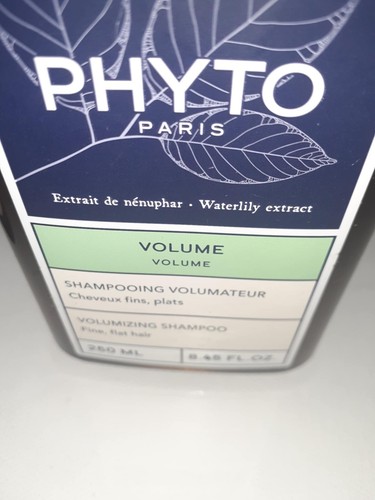 PHYTO
PARIS
Extrait de nénuphar · Waterlily extract
VOLUME
VOLUME
SHAMPOOING VOLUMATEUR
Cheveux fins, plats
VOLUMIZING SHAMPOO
Fine, flat hair
250 ML 8.45 FL.OZ.